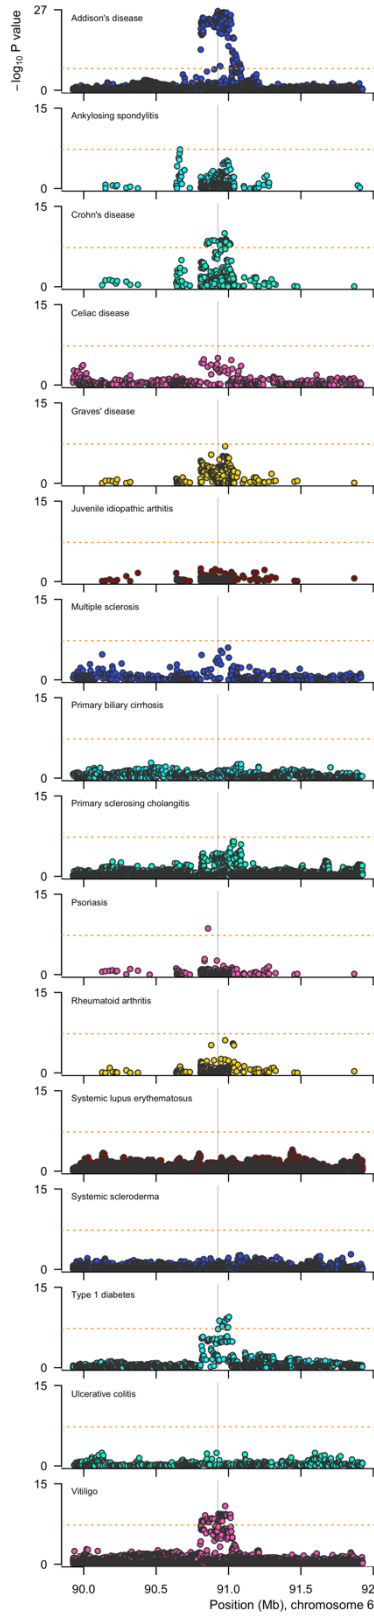 27
Addison's disease
−log10 P value
0
15
Ankylosing spondylitis
0
15
Crohn's disease
0
15
Celiac disease
0
15
Graves' disease
0
15
Juvenile idiopathic arthitis
0
15
Multiple sclerosis
0
15
Primary biliary cirrhosis
0
15
Primary sclerosing cholangitis
0
15
Psoriasis
0
15
Rheumatoid arthritis
0
15
Systemic lupus erythematosus
0
15
Systemic scleroderma
0
15
Type 1 diabetes
0
15
Ulcerative colitis
0
15
Vitiligo
0
90.0 90.5 91.0 91.5 92
Position (Mb), chromosome 6